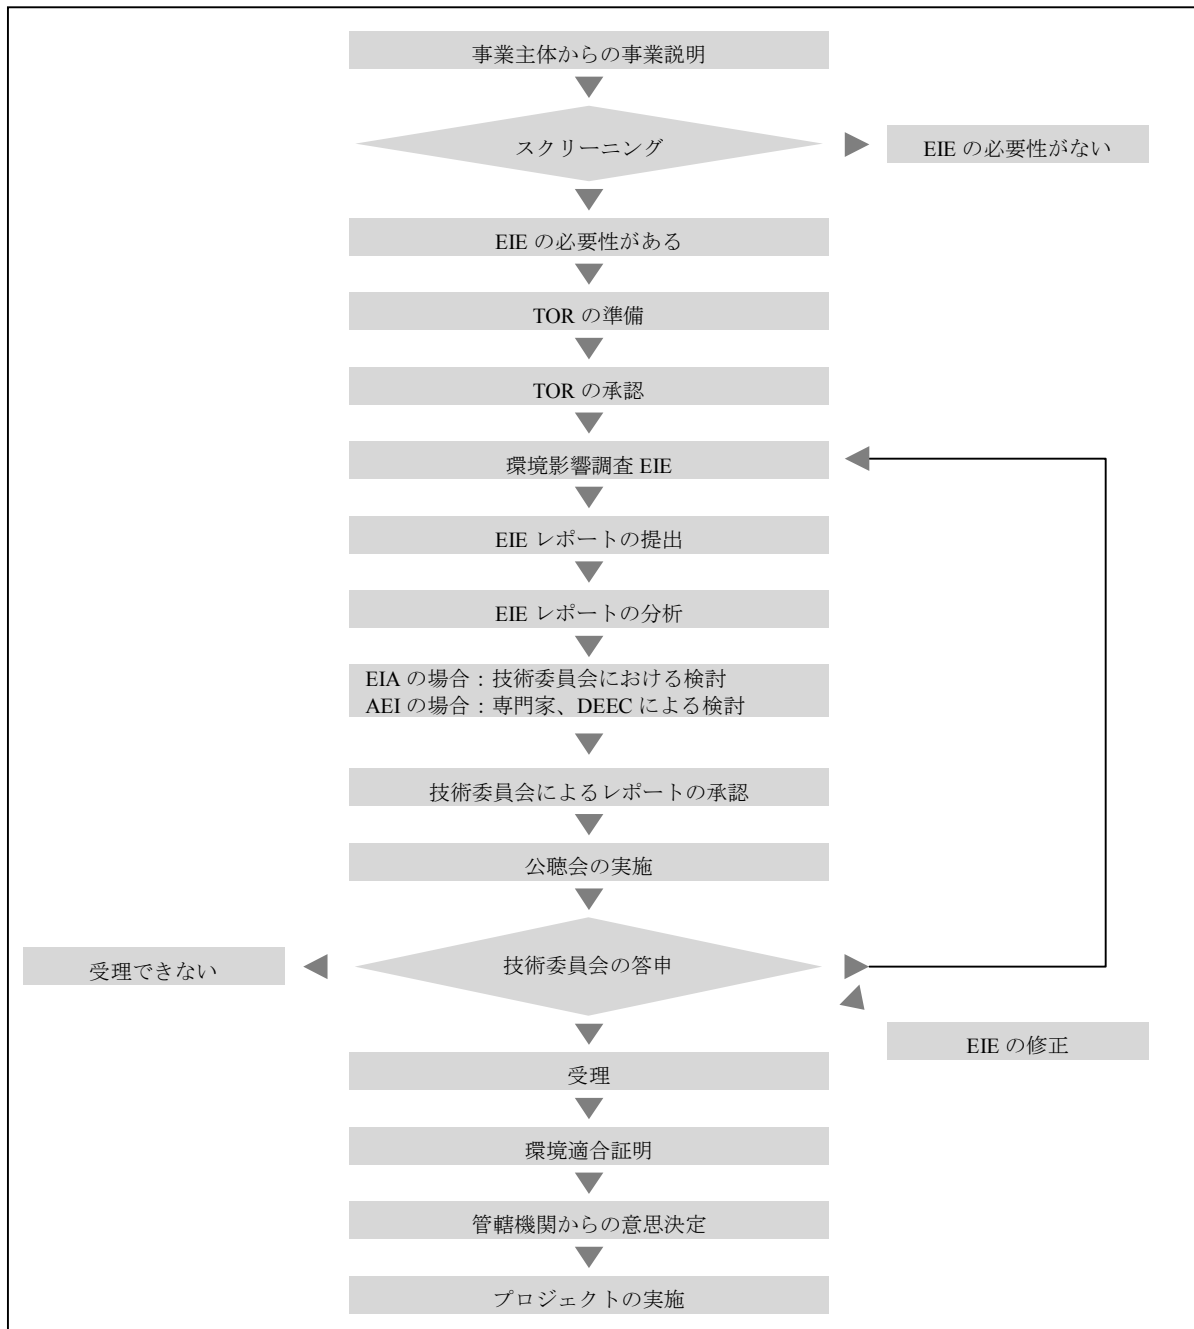 事業主体からの事業説明
スクリーニング
EIE の必要性がない
EIE の必要性がある
TOR の準備
TOR の承認
環境影響調査 EIE
EIE レポートの提出
EIE レポートの分析
EIA の場合：技術委員会における検討
AEI の場合：専門家、DEEC による検討
技術委員会によるレポートの承認
公聴会の実施
技術委員会の答申
受理できない
EIE の修正
受理
環境適合証明
管轄機関からの意思決定
プロジェクトの実施